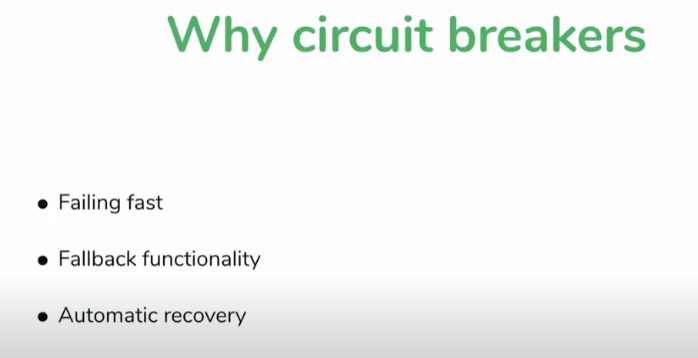 Why circuit breakers
● Failing fast
● Fallback functionality
● Automatic recovery